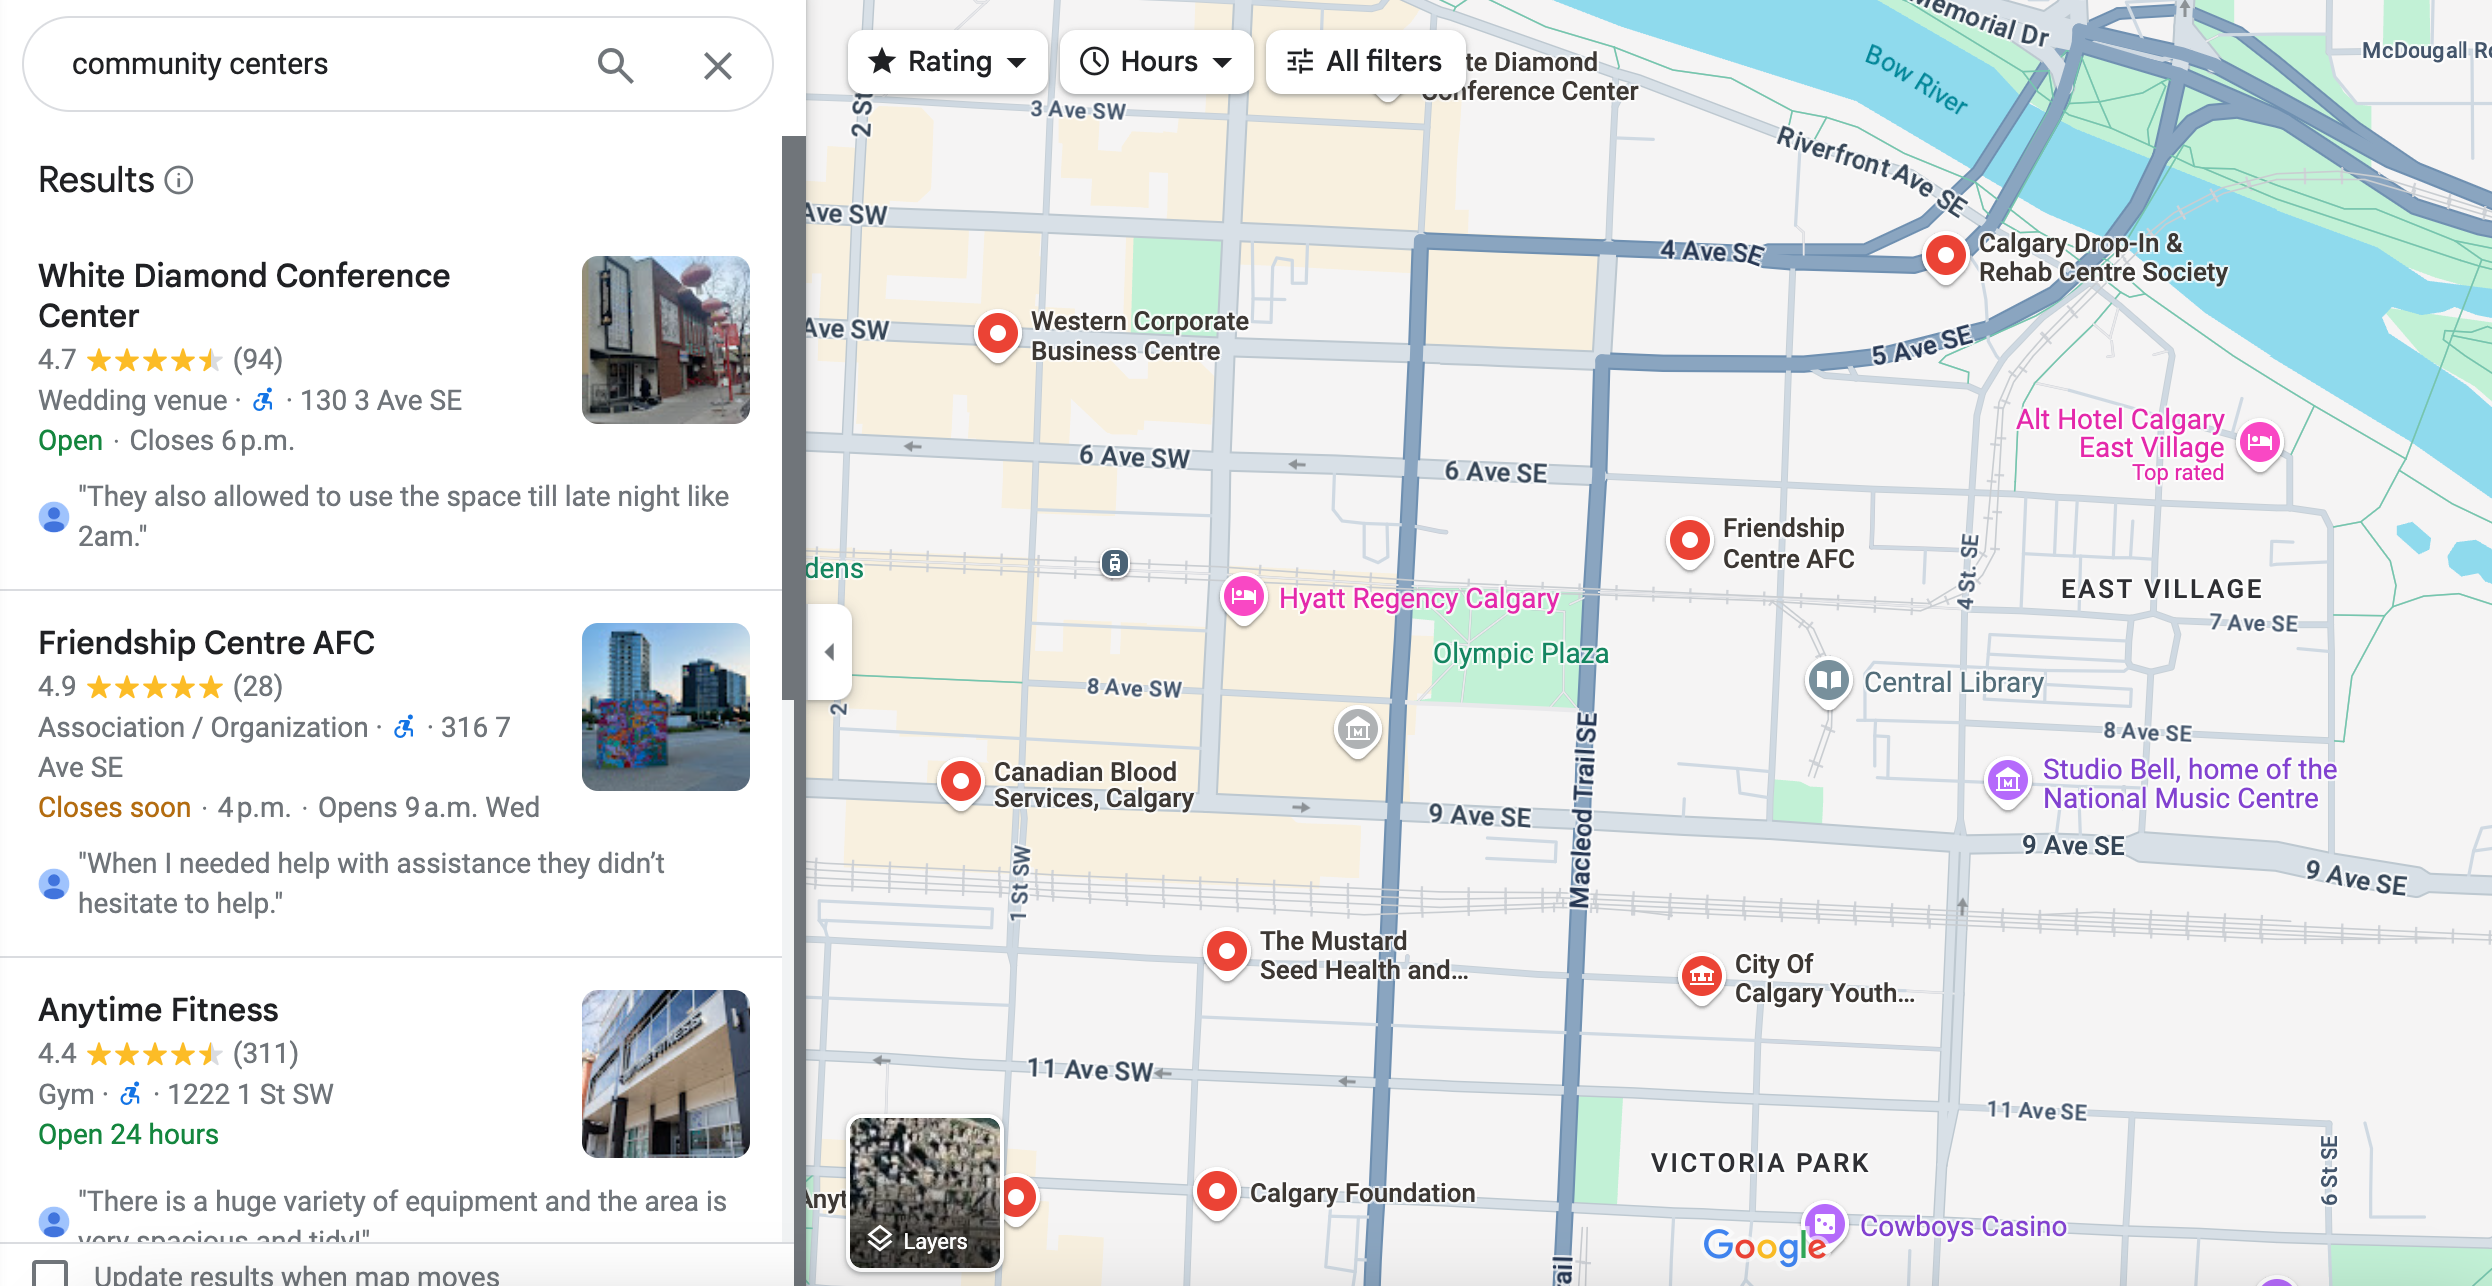 community centers
Results
White Diamond Conference
Center
4.7 (94)
Wedding venue · · 130 3 Ave SE
Open · Closes 6 p.m.
"They also allowed to use the space till late night like
2am."
Friendship Centre AFC
4.9 (28)
Association / Organization · · 316 7
Ave SE
Closes soon · 4 p.m. · Opens 9 a.m. Wed
"When I needed help with assistance they didn’t
hesitate to help."
Anytime Fitness
4.4 (311)
Gym · · 1222 1 St SW
Open 24 hours
"There is a huge variety of equipment and the area is
very spacious and tidy!"
Update results when map moves
Rating
Hours
All filters
te Diamond
Conference Center
Memorial Dr
Bow River
McDougall R
2 St
3 Ave SW
Riverfront Ave SE
Ave SW
4 Ave SE
Calgary Drop-In &
Rehab Centre Society
Western Corporate
Business Centre
Ave SW
5 Ave SE
Alt Hotel Calgary
East Village
Top rated
6 Ave SW
6 Ave SE
Friendship
Centre AFC
4 St. SE
dens
Hyatt Regency Calgary
EAST VILLAGE
7 Ave SE
Olympic Plaza
Central Library
8 Ave SW
2
8 Ave SE
Macleod Trail SE
Canadian Blood
Services, Calgary
Studio Bell, home of the
National Music Centre
9 Ave SE
9 Ave SE
9 Ave SE
1 St SW
The Mustard
Seed Health and...
City Of
Calgary Youth...
11 Ave SW
11 Ave SE
VICTORIA PARK
6 St SE
Anyt
Layers
Calgary Foundation
Cowboys Casino
Google
ail